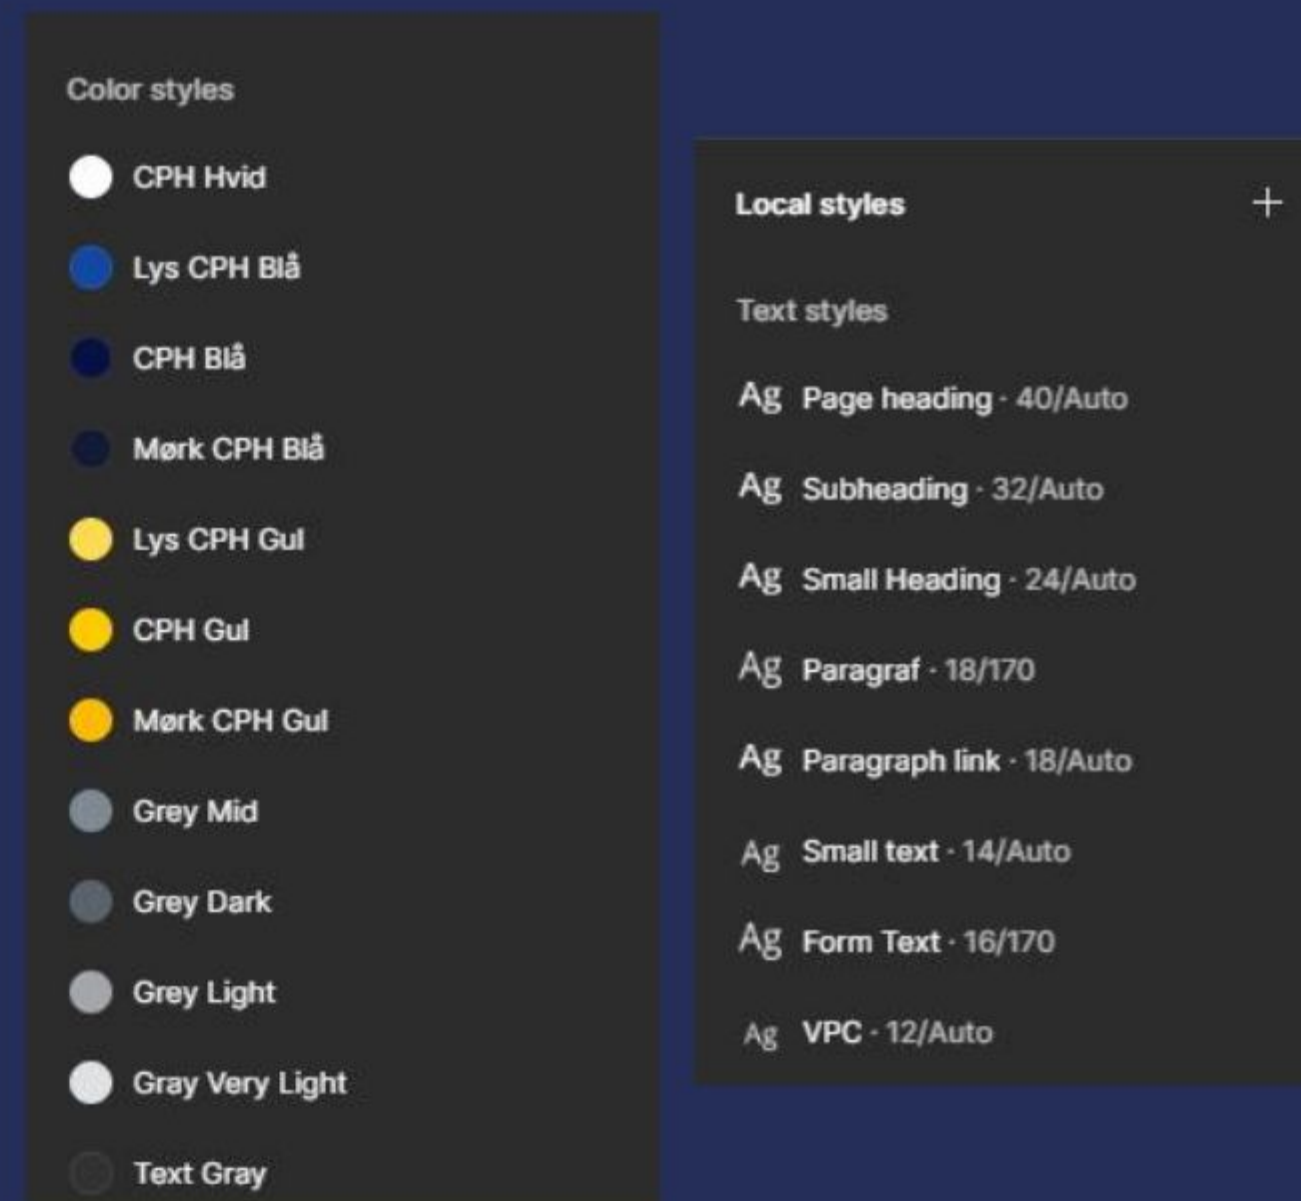 Color styles
CPH Hvid
Lys CPH Blå
CPH Blå
Mørk CPH Blå
Lys CPH Gul
CPH Gul
Mørk CPH Gul
Grey Mid
Grey Dark
Grey Light
Gray Very Light
Text Gray
Local styles +
Text styles
Ag Page heading · 40/Auto
Ag Subheading · 32/Auto
Ag Small Heading · 24/Auto
Ag Paragraf · 18/170
Ag Paragraph link · 18/Auto
Ag Small text · 14/Auto
Ag Form Text · 16/170
Ag VPC · 12/Auto